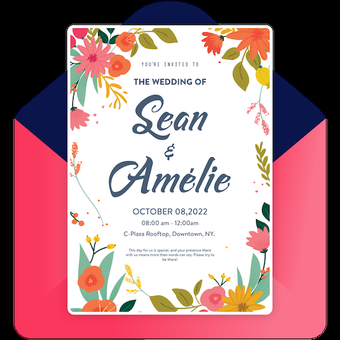 YOU'RE INVITED TO
THE WEDDING OF
Sean
&
Amélie
OCTOBER 08,2022
08:00 am - 12:00am
C-Plaza Rooftop, Downtown, NY.
This day for us is special, and your presence there
with us means more than words can say. Please try to
be there!